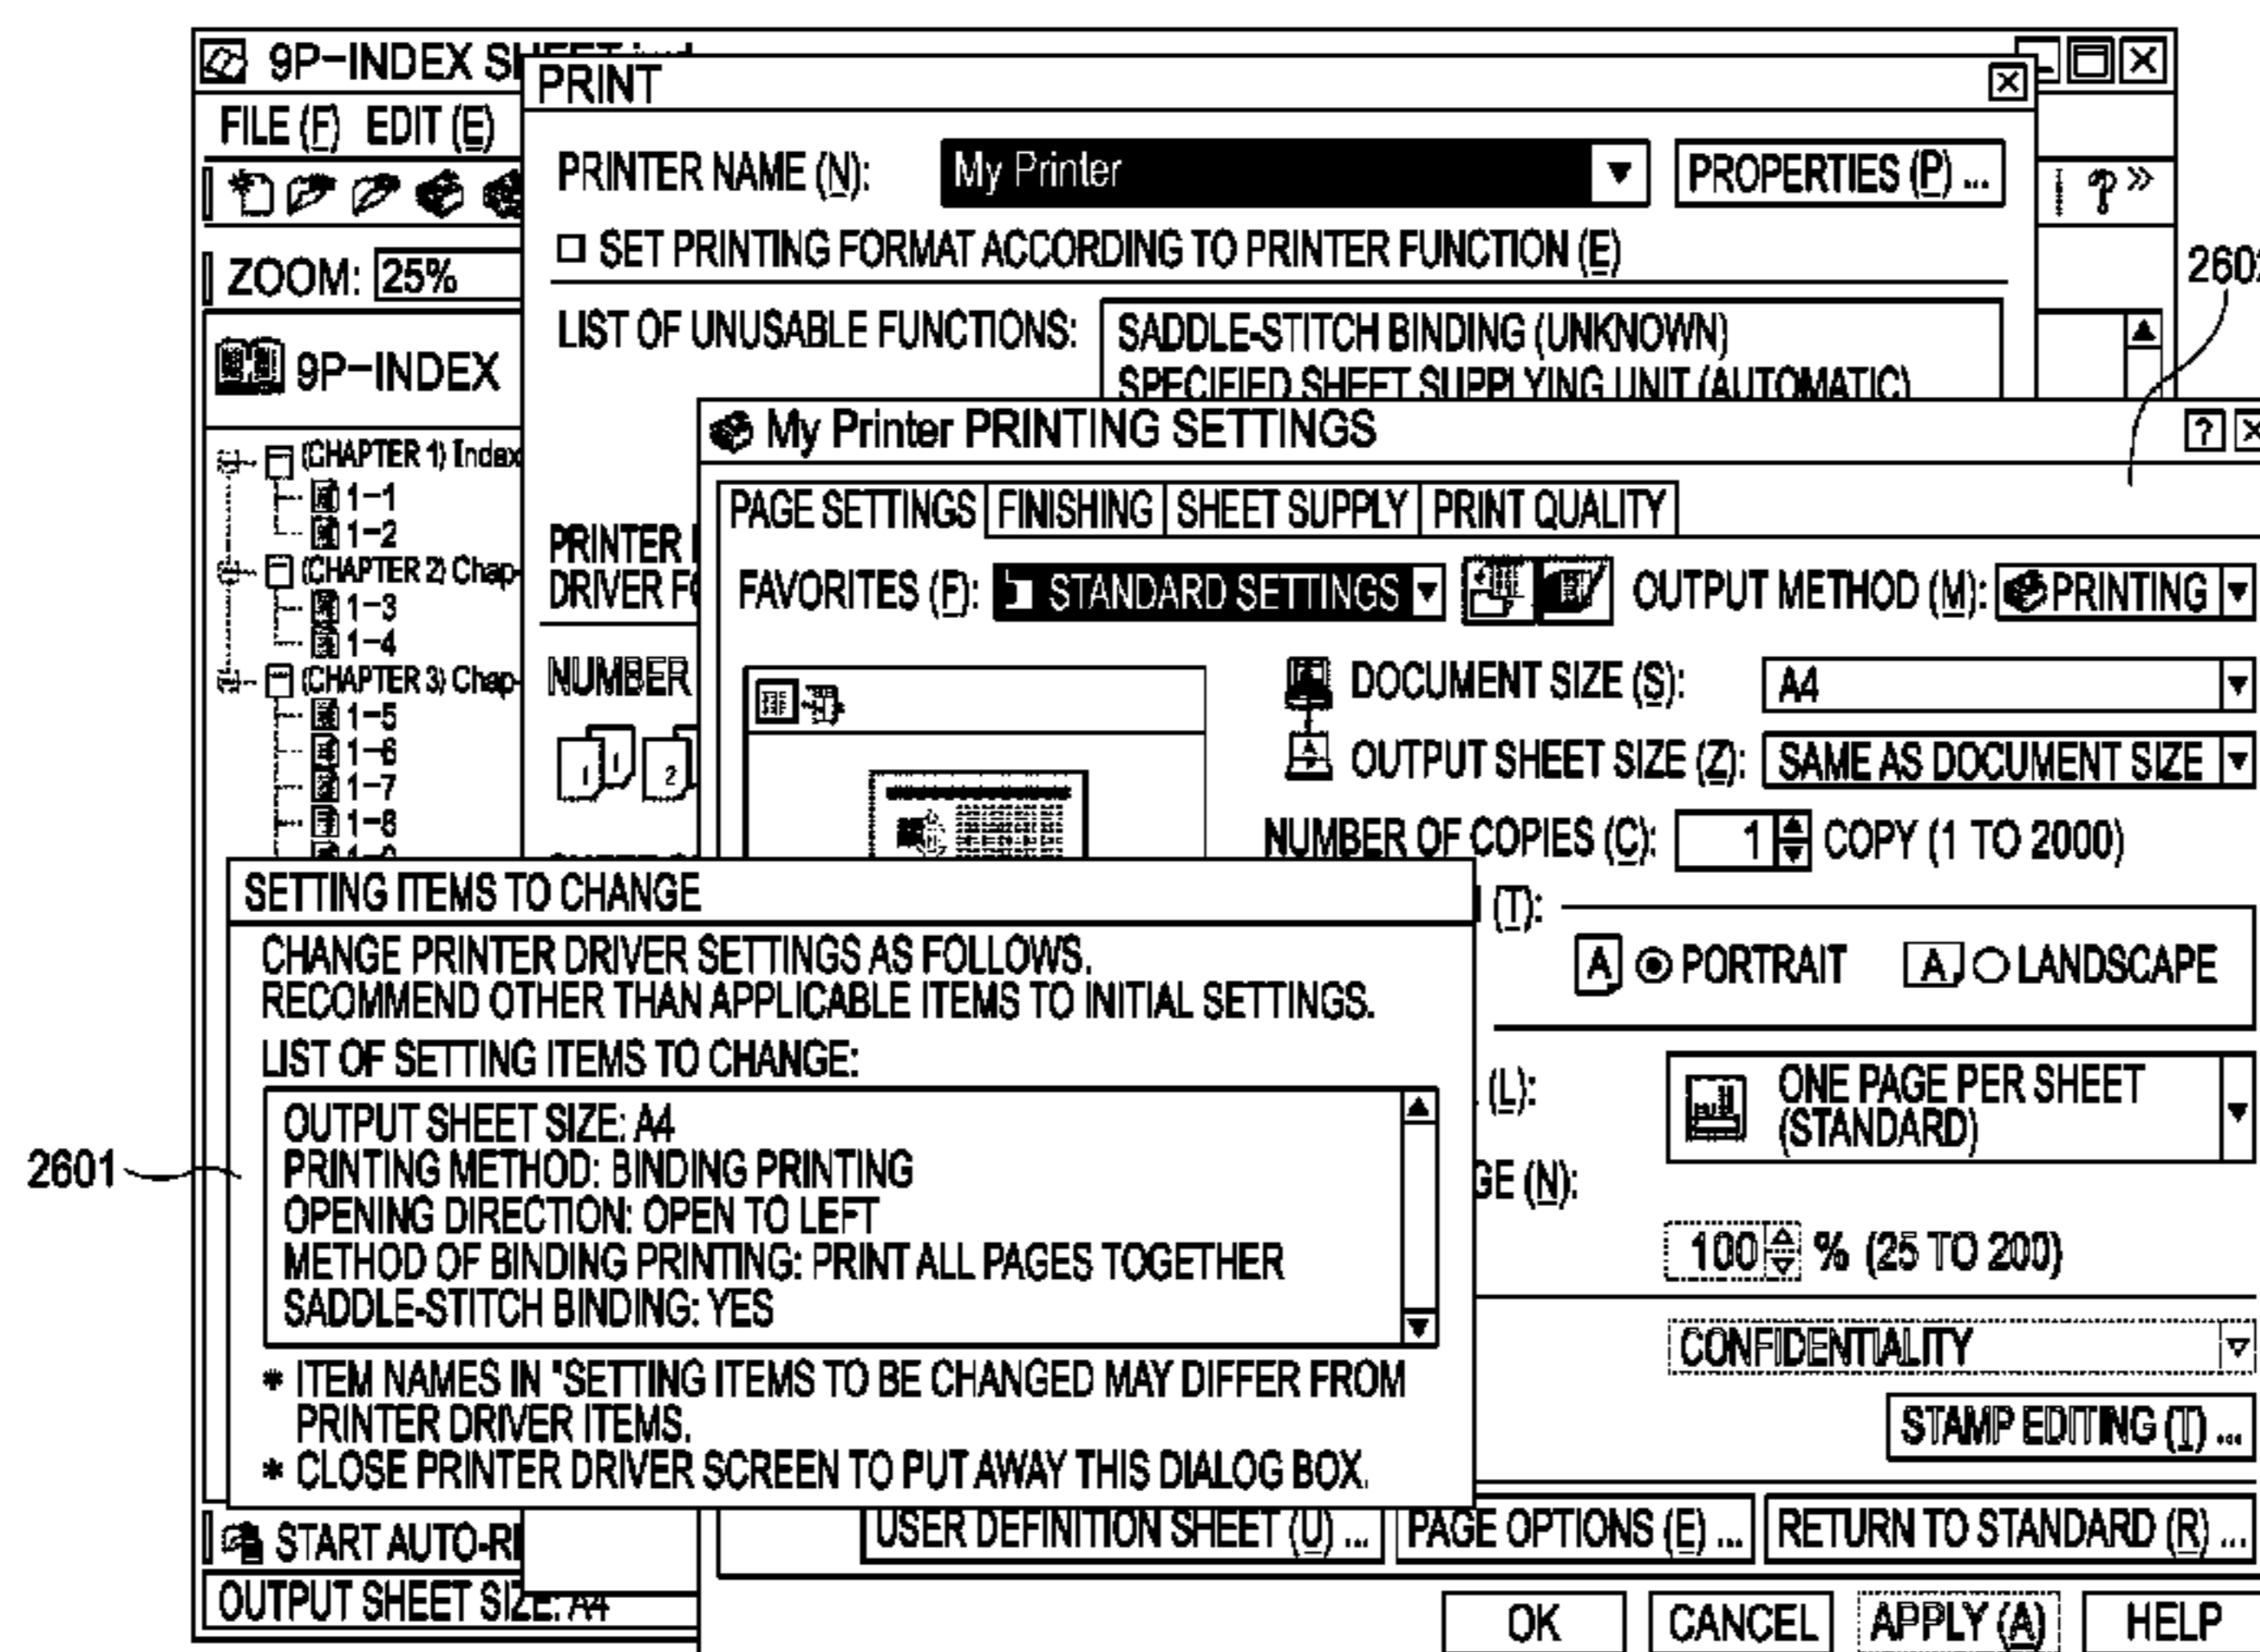 9P-INDEX
FILE (F) EDIT (E)
ZOOM: 25%
9P-INDEX
(CHAPTER 1) Index
1-1
1-2
(CHAPTER 2) Chap-
1-3
1-4
(CHAPTER 3) Chap-
1-5
1-6
1-7
1-8
START AUTO-RE
OUTPUT SHEET SIZE: A4
PRINT
PRINTER NAME (N): My Printer PROPERTIES (P) ...
SET PRINTING FORMAT ACCORDING TO PRINTER FUNCTION (E)
LIST OF UNUSABLE FUNCTIONS: SADDLE-STITCH BINDING (UNKNOWN)
SPECIFIED SHEET SUPPLYING UNIT (AUTOMATIC)
PRINTER
DRIVER
NUMBER
1 1 2
2602
My Printer PRINTING SETTINGS
PAGE SETTINGS FINISHING SHEET SUPPLY PRINT QUALITY
FAVORITES (F): STANDARD SETTINGS OUTPUT METHOD (M): PRINTING
DOCUMENT SIZE (S): A4
OUTPUT SHEET SIZE (Z): SAME AS DOCUMENT SIZE
NUMBER OF COPIES (C): 1 COPY (1 TO 2000)
(T):
A PORTRAIT A LANDSCAPE
(L): ONE PAGE PER SHEET
(STANDARD)
GE (N):
100 % (25 TO 200)
CONFIDENTIALITY
STAMP EDITING (T) ...
USER DEFINITION SHEET (U) ... PAGE OPTIONS (E) ... RETURN TO STANDARD (R) ...
OK CANCEL APPLY (A) HELP
2601
SETTING ITEMS TO CHANGE
CHANGE PRINTER DRIVER SETTINGS AS FOLLOWS.
RECOMMEND OTHER THAN APPLICABLE ITEMS TO INITIAL SETTINGS.
LIST OF SETTING ITEMS TO CHANGE:
OUTPUT SHEET SIZE: A4
PRINTING METHOD: BINDING PRINTING
OPENING DIRECTION: OPEN TO LEFT
METHOD OF BINDING PRINTING: PRINT ALL PAGES TOGETHER
SADDLE-STITCH BINDING: YES
* ITEM NAMES IN "SETTING ITEMS TO BE CHANGED MAY DIFFER FROM
PRINTER DRIVER ITEMS.
* CLOSE PRINTER DRIVER SCREEN TO PUT AWAY THIS DIALOG BOX.